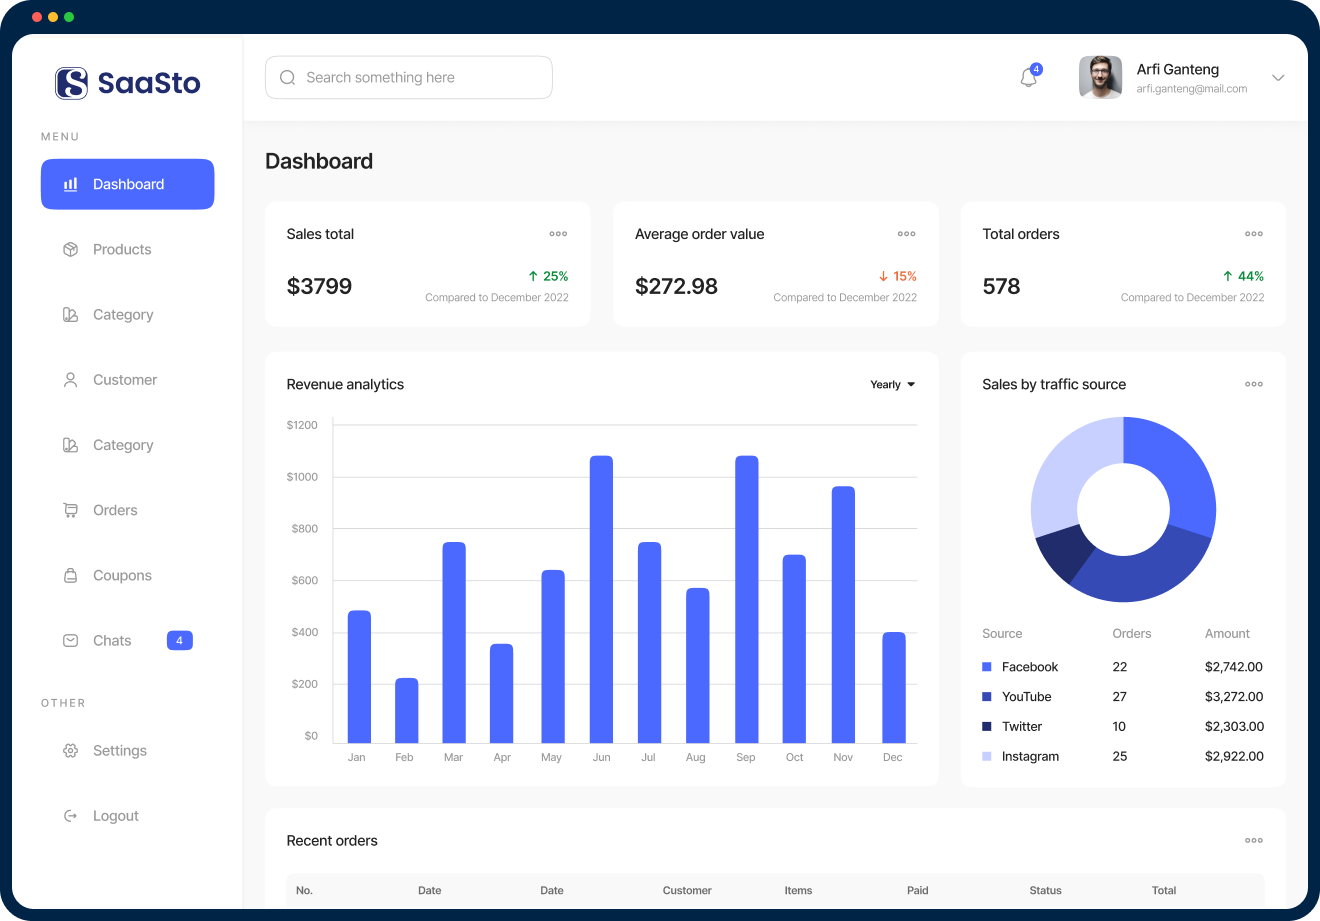 SaaSto
MENU
Dashboard
Products
Category
Customer
Category
Orders
Coupons
Chats 4
OTHER
Settings
Logout
Search something here
4
Arfi Ganteng
arfi.ganteng@mail.com
Dashboard
Sales total
$3799
25%
Compared to December 2022
Average order value
$272.98
15%
Compared to December 2022
Total orders
578
44%
Compared to December 2022
Revenue analytics
Yearly
$1200
$1000
$800
$600
$400
$200
$0
Jan Feb Mar Apr May Jun Jul Aug Sep Oct Nov Dec
Sales by traffic source
Source Orders Amount
Facebook 22 $2,742.00
YouTube 27 $3,272.00
Twitter 10 $2,303.00
Instagram 25 $2,922.00
Recent orders
No. Date Date Customer Items Paid Status Total